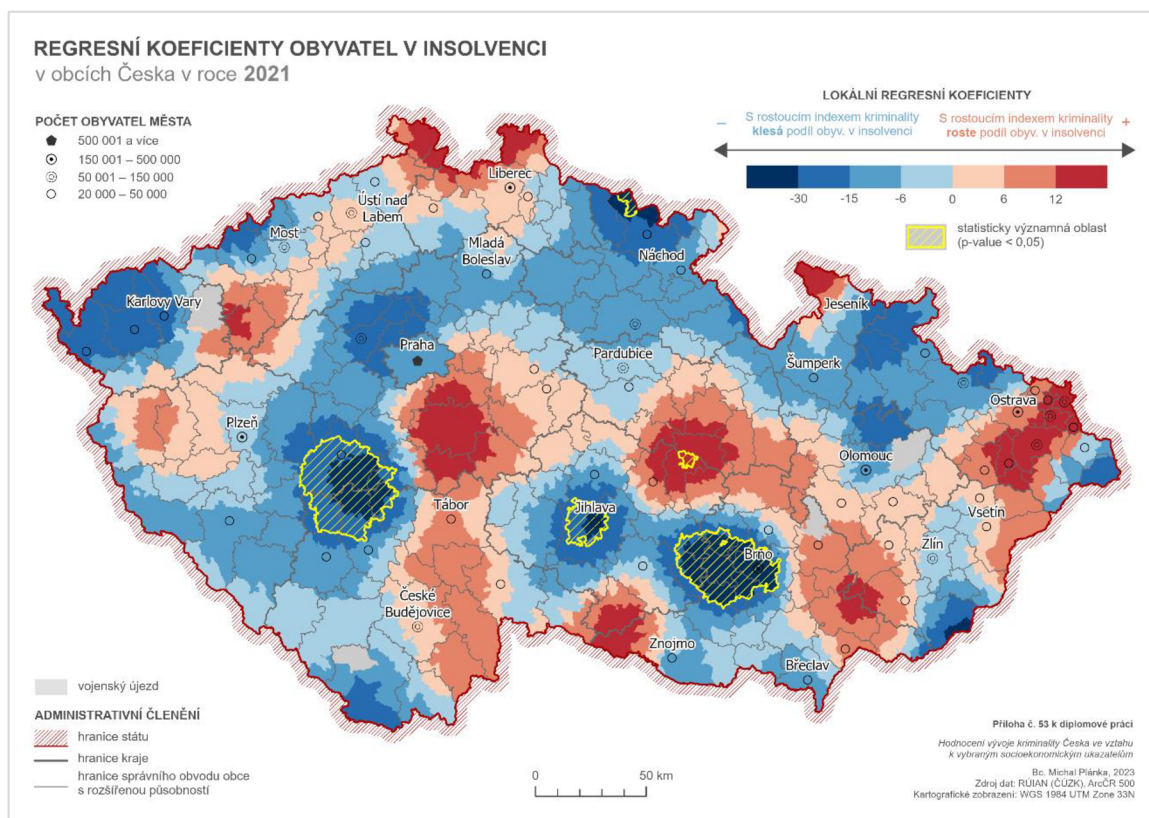 REGRESNÍ KOEFICIENTY OBYVATEL V INSOLVENCI
v obcích Česka v roce 2021
POČET OBYVATEL MĚSTA
500 001 a více
150 001 – 500 000
50 001 – 150 000
20 000 – 50 000
LOKÁLNÍ REGRESNÍ KOEFICIENTY
– S rostoucím indexem kriminality
klesá podíl obyv. v insolvenci
S rostoucím indexem kriminality +
roste podíl obyv. v insolvenci
-30 -15 -6 0 6 12
statisticky významná oblast
(p-value < 0,05)
Liberec
Ústí nad
Labem
Most
Mladá
Boleslav
Náchod
Karlovy Vary
Jeseník
Praha
Pardubice
Šumperk
Plzeň
Ostrava
Olomouc
Tábor
Jihlava
Vsetín
Brno
Zlín
České
Budějovice
Znojmo
Břeclav
vojenský újezd
ADMINISTRATIVNÍ ČLENĚNÍ
hranice státu
hranice kraje
hranice správního obvodu obce
s rozšířenou působností
0 50 km
Příloha č. 53 k diplomové práci
Hodnocení vývoje kriminality Česka ve vztahu
k vybraným socioekonomickým ukazatelům
Bc. Michal Plánka, 2023
Zdroj dat: RÚIAN (ČÚZK), ArcČR 500
Kartografické zobrazení: WGS 1984 UTM Zone 33N